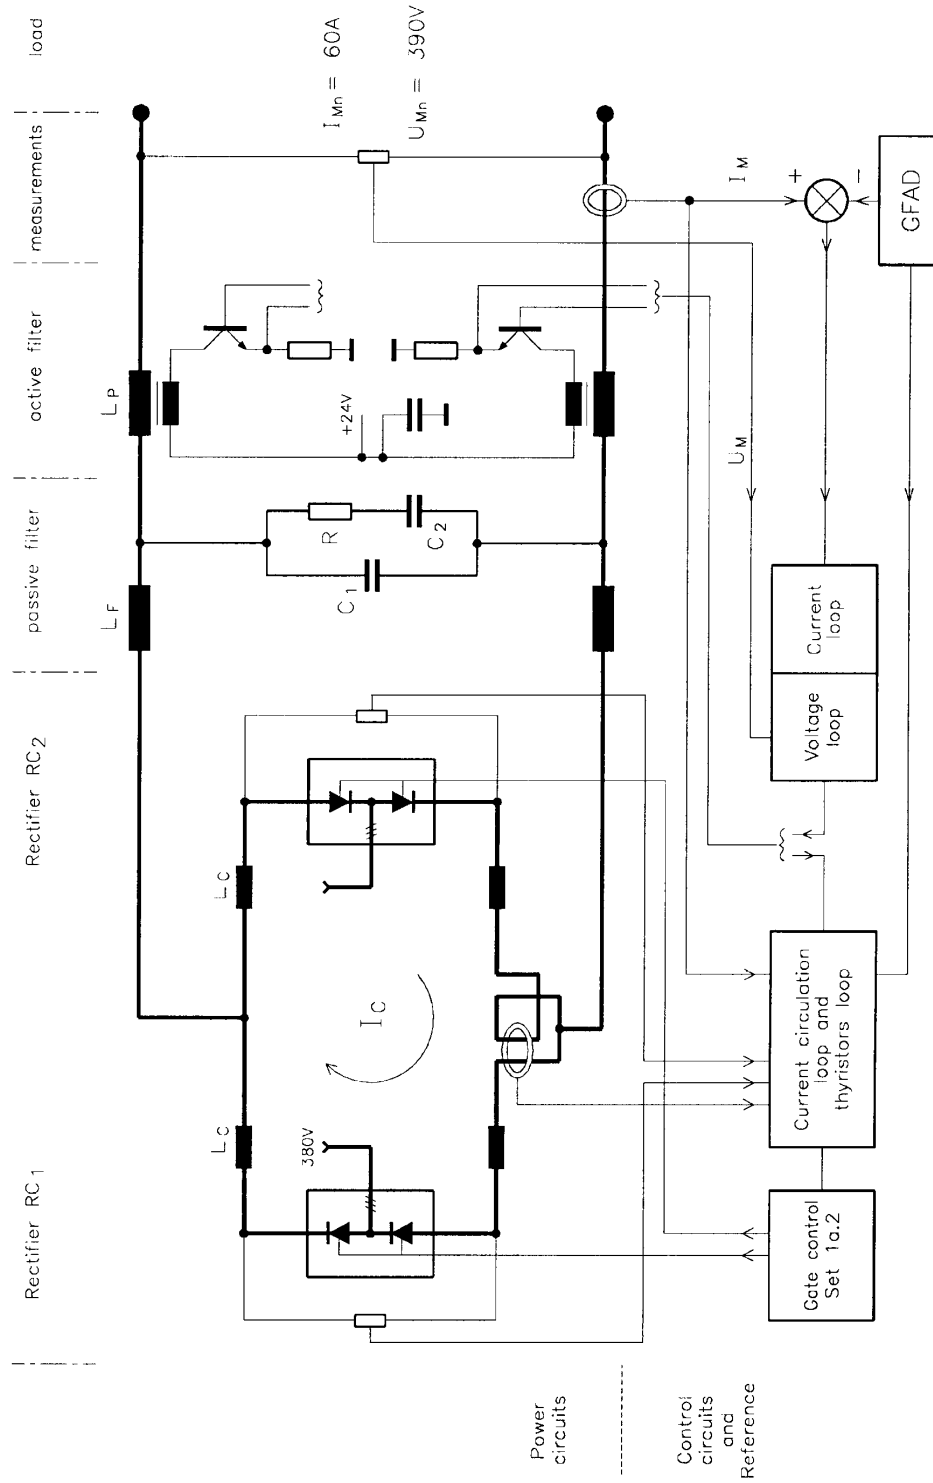 Rectifier RC1
Rectifier RC2
passive filter
active filter
measurements
load
LF
LP
IMn = 60A
UMn = 390V
LC
LC
380V
IC
C1
R
C2
+24V
Power
circuits
Control
circuits
and
Reference
UM
IM
+
-
GFAD
Gate control
Set 1a.2
Current circulation
loop and
thyristors loop
Voltage
loop
Current
loop